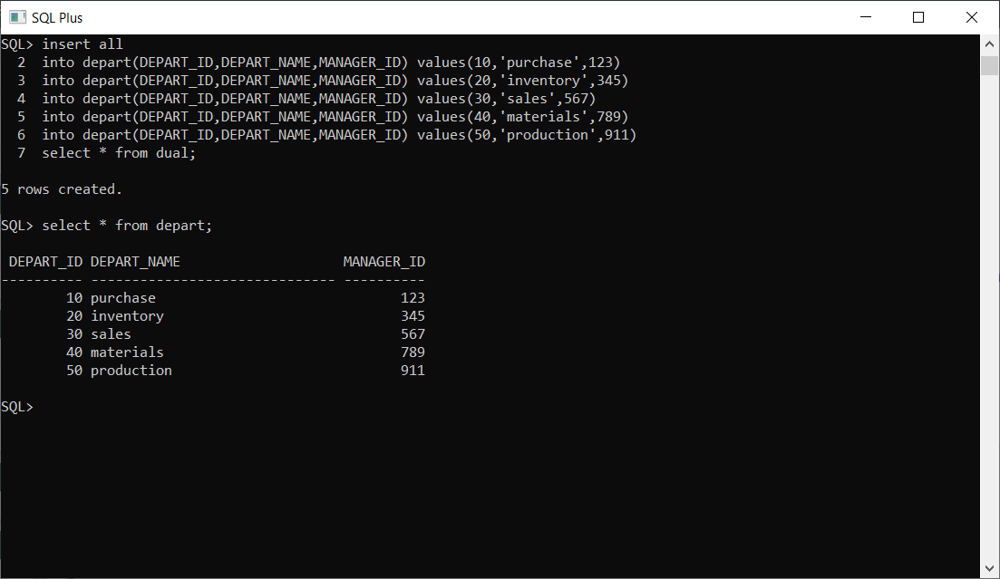 SQL Plus
SQL> insert all
  2  into depart(DEPART_ID,DEPART_NAME,MANAGER_ID) values(10,'purchase',123)
  3  into depart(DEPART_ID,DEPART_NAME,MANAGER_ID) values(20,'inventory',345)
  4  into depart(DEPART_ID,DEPART_NAME,MANAGER_ID) values(30,'sales',567)
  5  into depart(DEPART_ID,DEPART_NAME,MANAGER_ID) values(40,'materials',789)
  6  into depart(DEPART_ID,DEPART_NAME,MANAGER_ID) values(50,'production',911)
  7  select * from dual;
5 rows created.
SQL> select * from depart;
 DEPART_ID DEPART_NAME                    MANAGER_ID
---------- ------------------------------ ----------
        10 purchase                              123
        20 inventory                             345
        30 sales                                 567
        40 materials                             789
        50 production                            911
SQL>